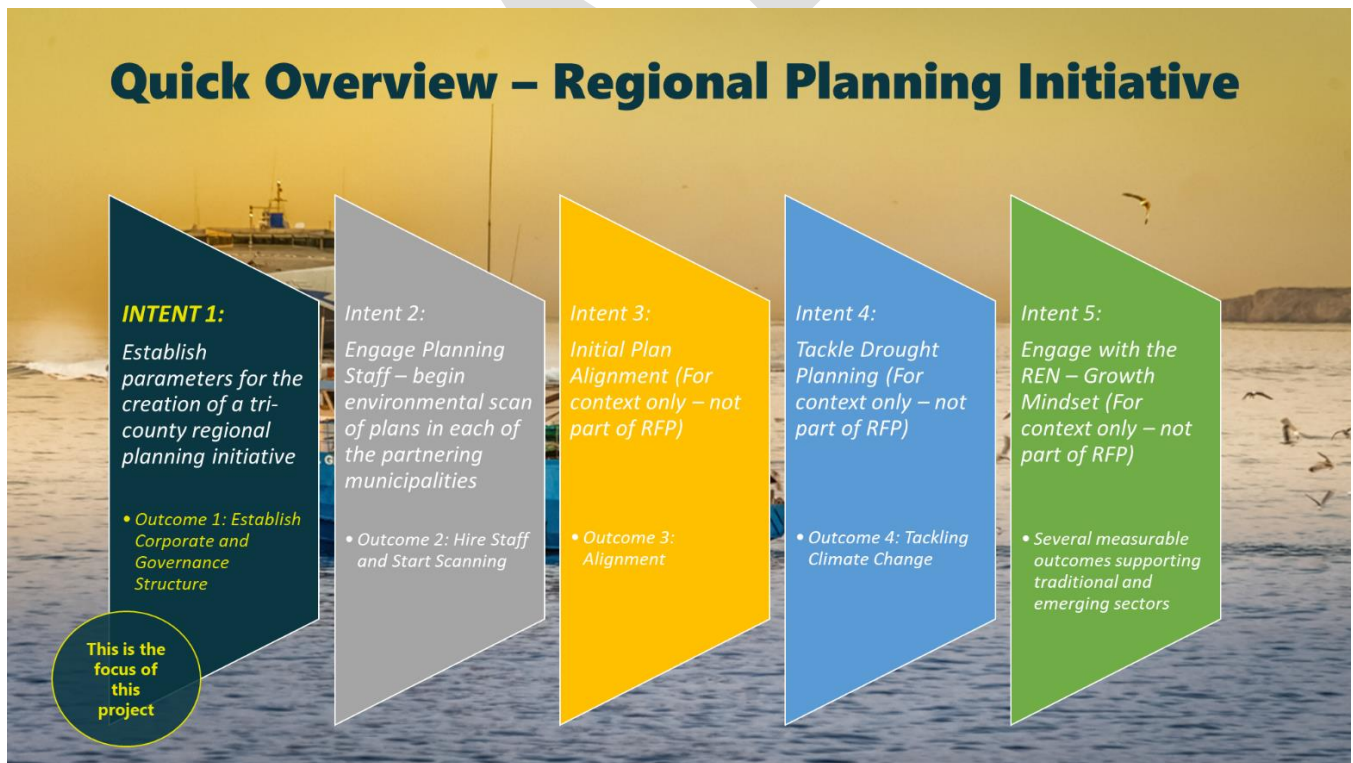 Quick Overview – Regional Planning Initiative
INTENT 1:
Establish
parameters for the
creation of a tri-
county regional
planning initiative
• Outcome 1: Establish
Corporate and
Governance
Structure
This is the
focus of
this
project
Intent 2:
Engage Planning
Staff – begin
environmental scan
of plans in each of
the partnering
municipalities
• Outcome 2: Hire Staff
and Start Scanning
Intent 3:
Initial Plan
Alignment (For
context only – not
part of RFP)
• Outcome 3:
Alignment
Intent 4:
Tackle Drought
Planning (For
context only – not
part of RFP)
• Outcome 4: Tackling
Climate Change
Intent 5:
Engage with the
REN – Growth
Mindset (For
context only – not
part of RFP)
• Several measurable
outcomes supporting
traditional and
emerging sectors